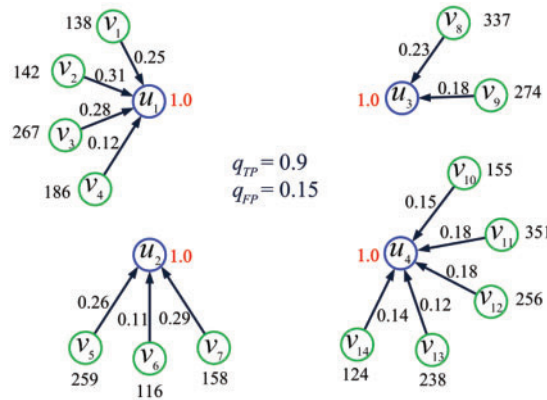 138 v₁
0.25
142 v₂
0.31
u₁ 1.0
0.28
267 v₃
0.12
186 v₄
v₈ 337
0.23
1.0 u₃
0.18 v₉ 274
q_TP = 0.9
q_FP = 0.15
u₂ 1.0
0.26 0.11 0.29
v₅ v₆ v₇
259 116 158
v₁₀ 155
0.15
1.0 u₄
0.18 v₁₁ 351
0.18
v₁₂ 256
0.14 0.12
v₁₄ v₁₃
124 238